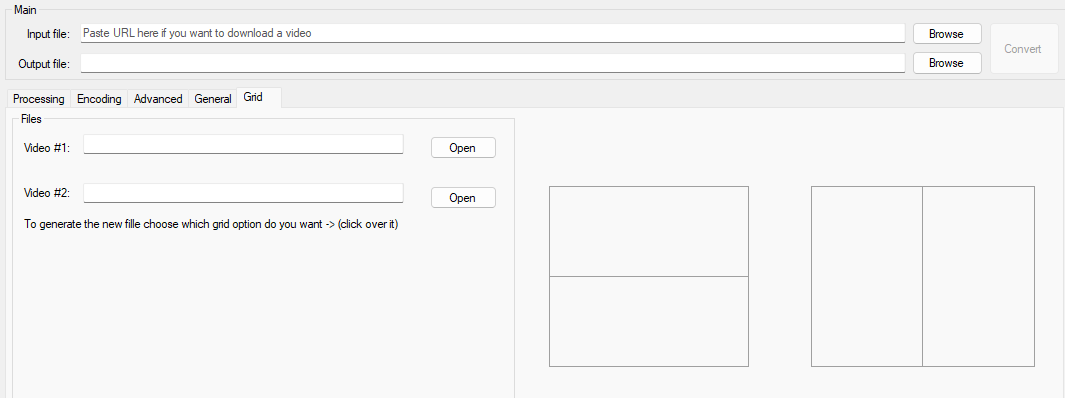 Main
Input file: Paste URL here if you want to download a video Browse
Convert
Output file: Browse
Processing Encoding Advanced General Grid
Files
Video #1: Open
Video #2: Open
To generate the new fille choose which grid option do you want -> (click over it)